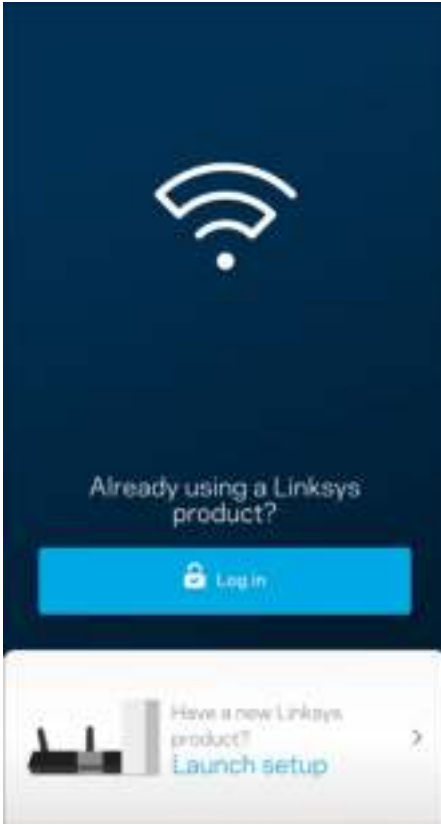 Already using a Linksys
product?
Log in
Have a new Linksys
product?
Launch setup